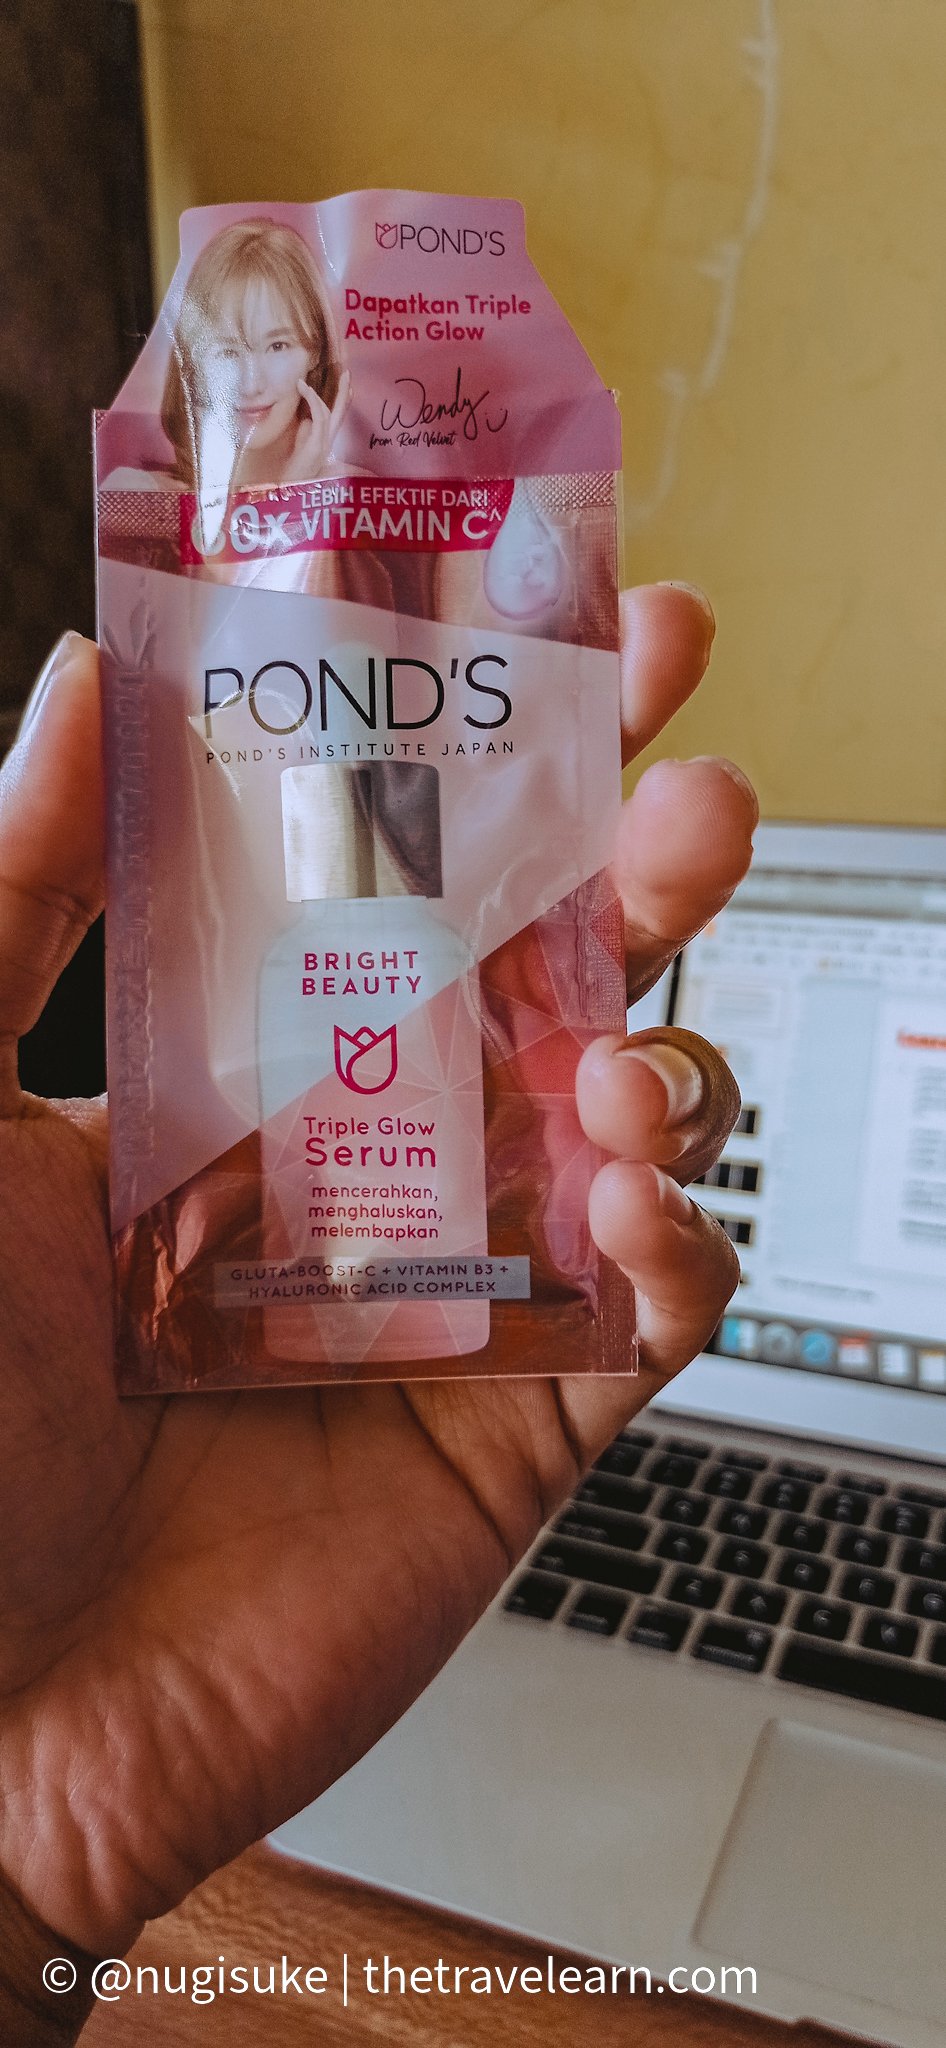 POND'S
Dapatkan Triple
Action Glow
Wendy
from Red Velvet
60x LEBIH EFEKTIF DARI
VITAMIN C^
POND'S
POND'S INSTITUTE JAPAN
BRIGHT
BEAUTY
Triple Glow
Serum
mencerahkan,
menghaluskan,
melembapkan
GLUTA-BOOST-C + VITAMIN B3 +
HYALURONIC ACID COMPLEX
© @nugisuke | thetravelearn.com